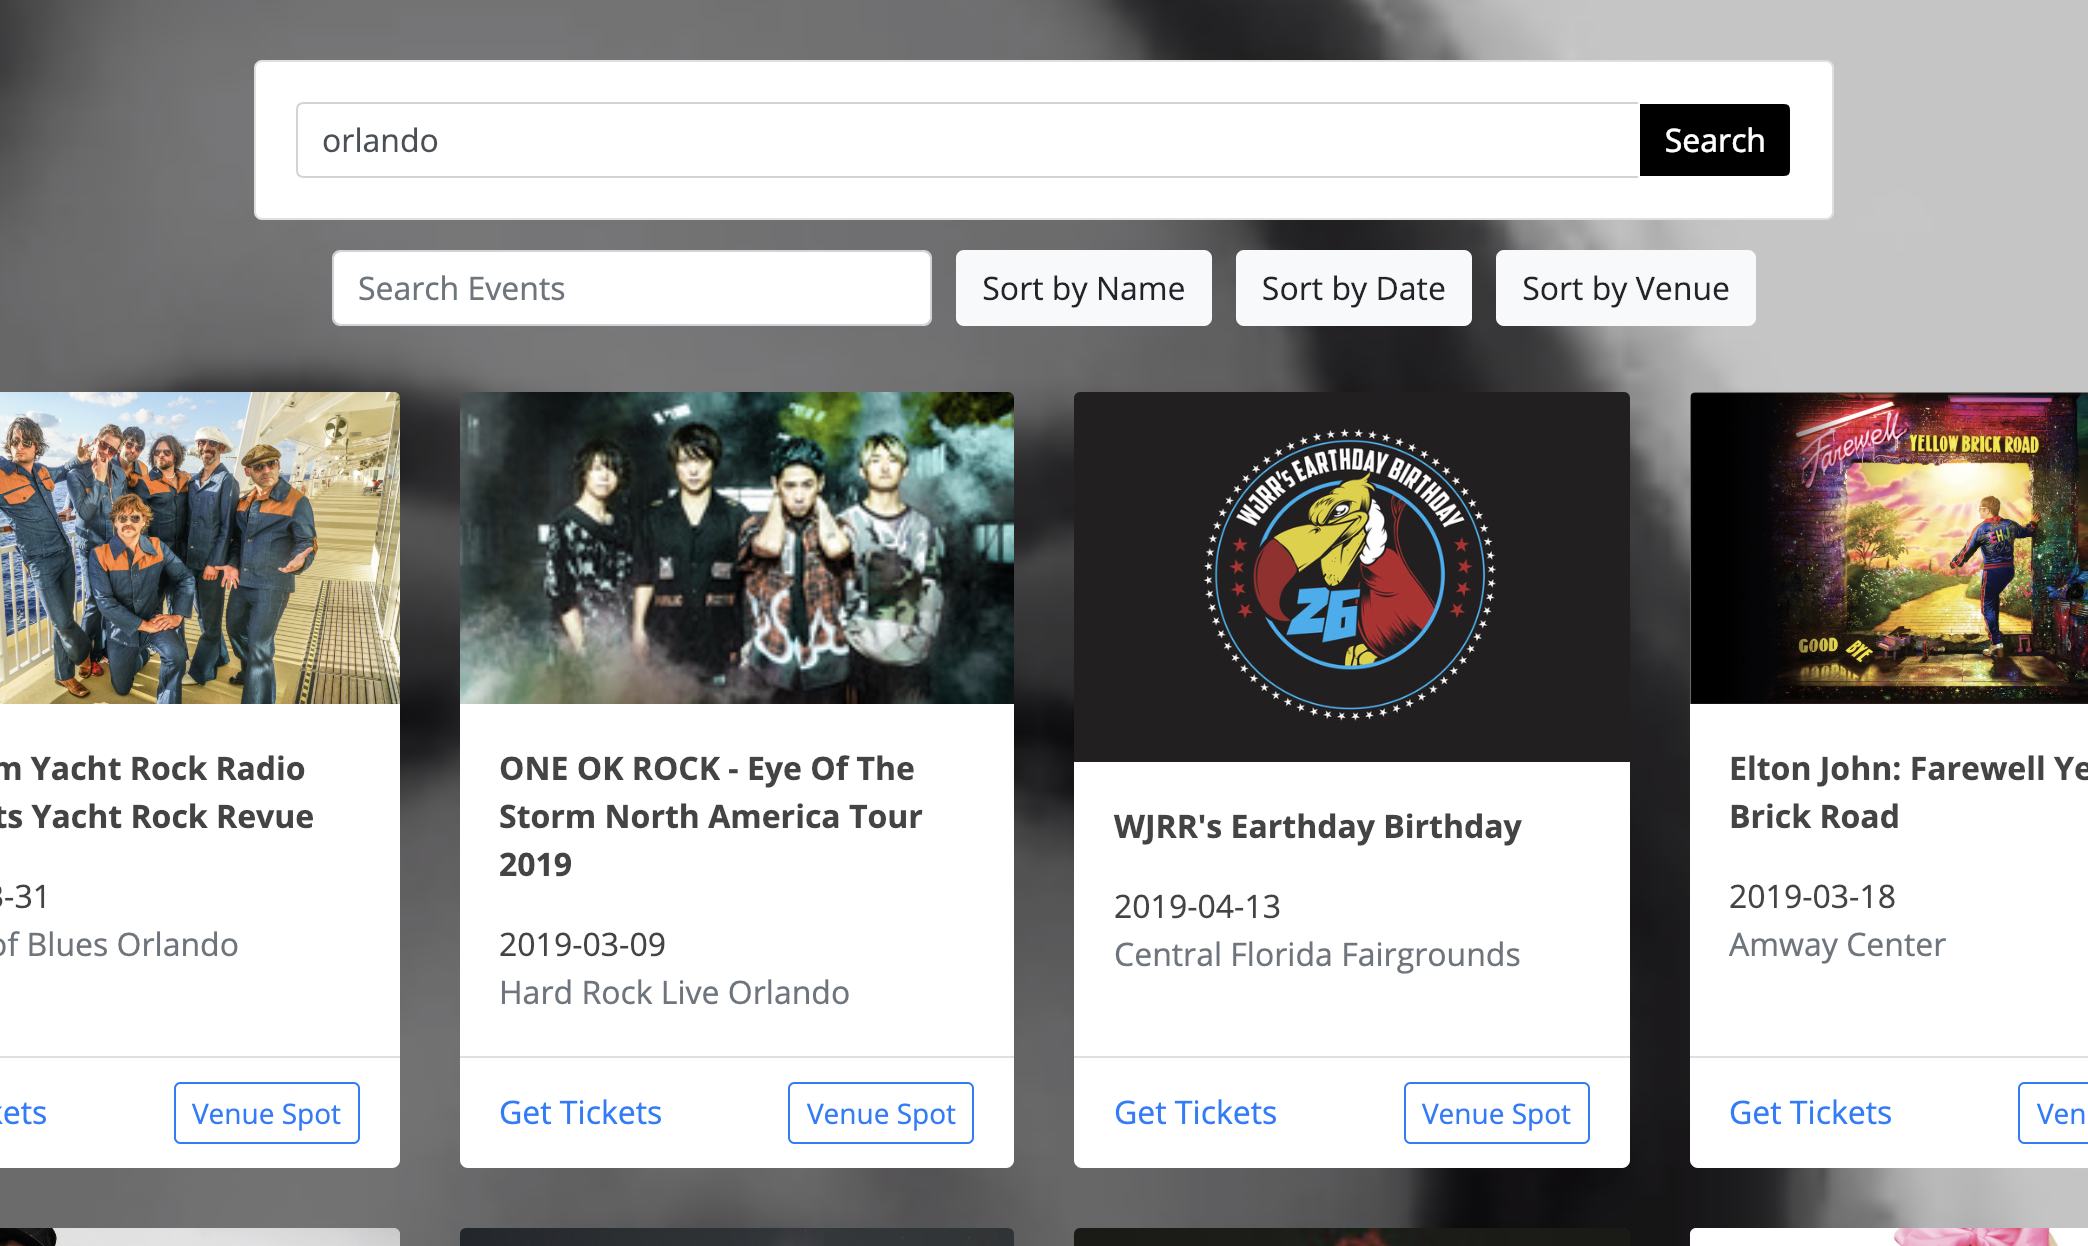 orlando
Search
Search Events
Sort by Name
Sort by Date
Sort by Venue
Yacht Rock Radio
Yacht Rock Revue
-31
of Blues Orlando
Venue Spot
ONE OK ROCK - Eye Of The
Storm North America Tour
2019
2019-03-09
Hard Rock Live Orlando
Get Tickets
Venue Spot
WJRR'S EARTHDAY BIRTHDAY
26
WJRR's Earthday Birthday
2019-04-13
Central Florida Fairgrounds
Get Tickets
Venue Spot
Farewell
YELLOW BRICK ROAD
EHJ
GOOD BYE
Elton John: Farewell Ye
Brick Road
2019-03-18
Amway Center
Get Tickets
Ven